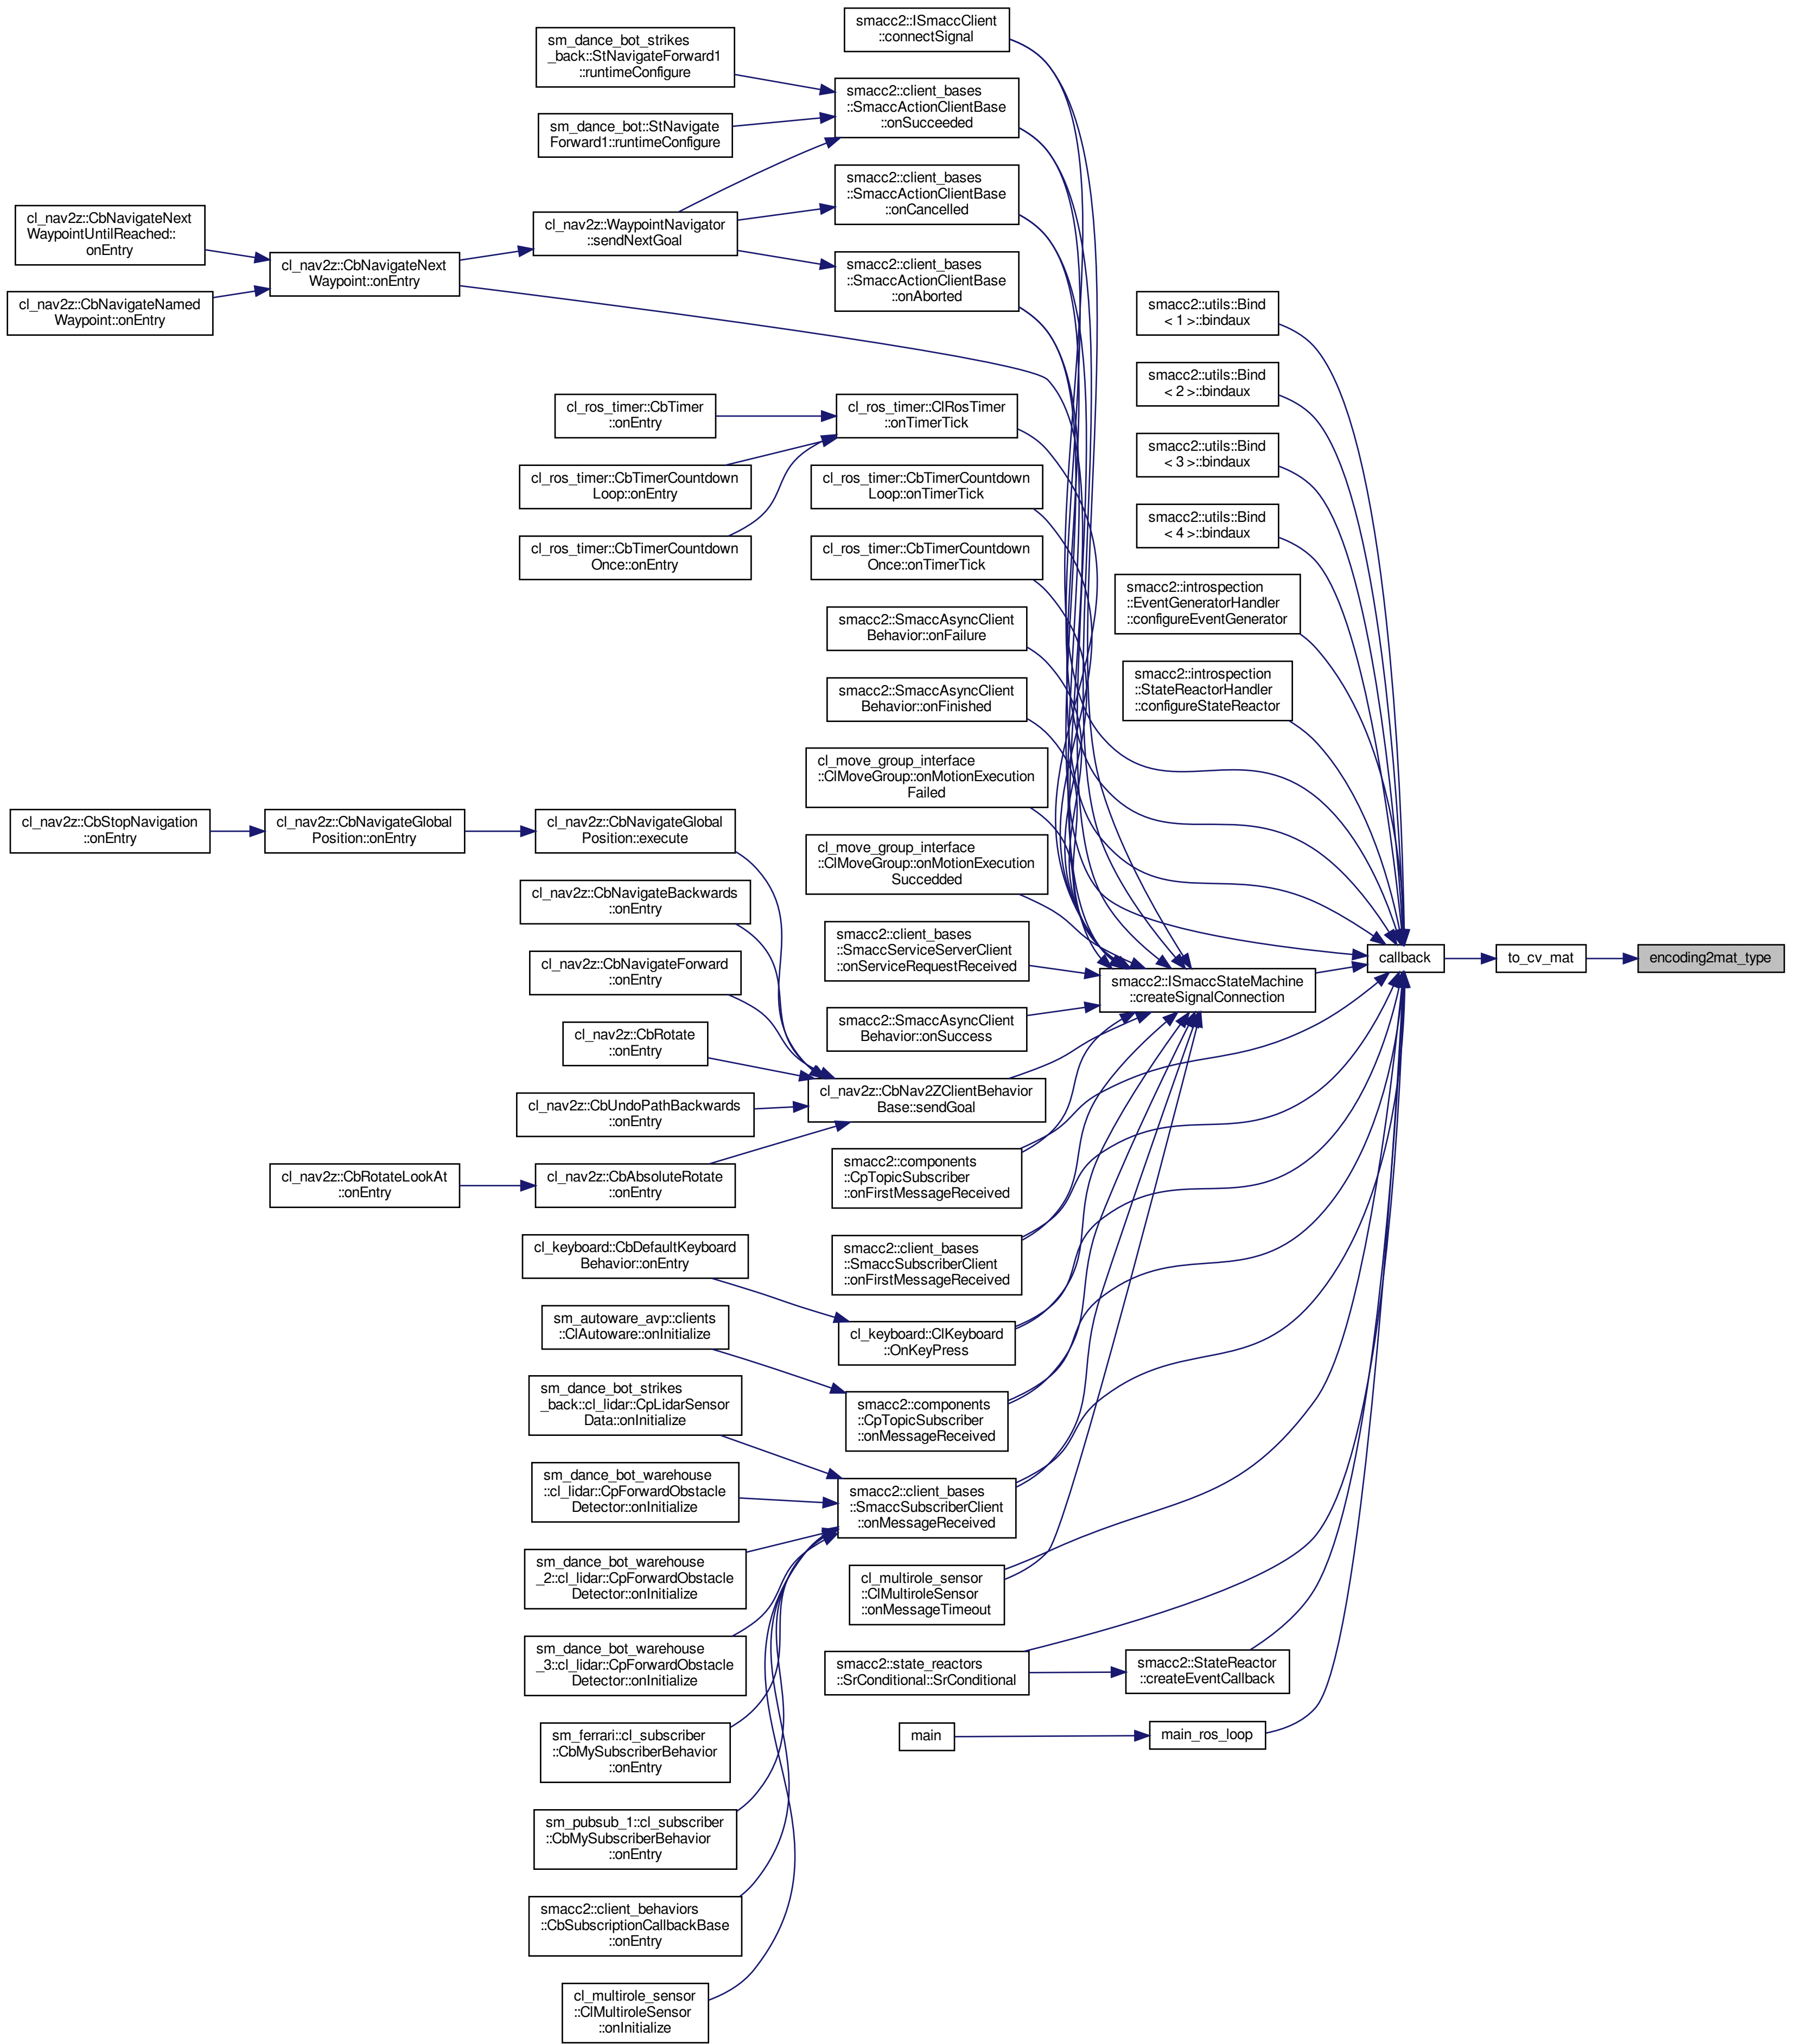 smacc2::ISmaccClient
::connectSignal
sm_dance_bot_strikes
_back::StNavigateForward1
::runtimeConfigure
smacc2::client_bases
::SmaccActionClientBase
::onSucceeded
sm_dance_bot::StNavigate
Forward1::runtimeConfigure
smacc2::client_bases
::SmaccActionClientBase
::onCancelled
cl_nav2z::CbNavigateNext
WaypointUntilReached::
onEntry
cl_nav2z::WaypointNavigator
::sendNextGoal
cl_nav2z::CbNavigateNext
Waypoint::onEntry
smacc2::client_bases
::SmaccActionClientBase
::onAborted
cl_nav2z::CbNavigateNamed
Waypoint::onEntry
smacc2::utils::Bind
< 1 >::bindaux
smacc2::utils::Bind
< 2 >::bindaux
cl_ros_timer::CbTimer
::onEntry
cl_ros_timer::ClRosTimer
::onTimerTick
smacc2::utils::Bind
< 3 >::bindaux
cl_ros_timer::CbTimerCountdown
Loop::onEntry
cl_ros_timer::CbTimerCountdown
Loop::onTimerTick
smacc2::utils::Bind
< 4 >::bindaux
cl_ros_timer::CbTimerCountdown
Once::onEntry
cl_ros_timer::CbTimerCountdown
Once::onTimerTick
smacc2::introspection
::EventGeneratorHandler
::configureEventGenerator
smacc2::SmaccAsyncClient
Behavior::onFailure
smacc2::introspection
::StateReactorHandler
::configureStateReactor
smacc2::SmaccAsyncClient
Behavior::onFinished
cl_move_group_interface
::ClMoveGroup::onMotionExecution
Failed
cl_nav2z::CbStopNavigation
::onEntry
cl_nav2z::CbNavigateGlobal
Position::onEntry
cl_nav2z::CbNavigateGlobal
Position::execute
cl_move_group_interface
::ClMoveGroup::onMotionExecution
Succedded
cl_nav2z::CbNavigateBackwards
::onEntry
smacc2::client_bases
::SmaccServiceServerClient
::onServiceRequestReceived
cl_nav2z::CbNavigateForward
::onEntry
smacc2::ISmaccStateMachine
::createSignalConnection
callback
to_cv_mat
encoding2mat_type
smacc2::SmaccAsyncClient
Behavior::onSuccess
cl_nav2z::CbRotate
::onEntry
cl_nav2z::CbNav2ZClientBehavior
Base::sendGoal
cl_nav2z::CbUndoPathBackwards
::onEntry
smacc2::components
::CpTopicSubscriber
::onFirstMessageReceived
cl_nav2z::CbRotateLookAt
::onEntry
cl_nav2z::CbAbsoluteRotate
::onEntry
smacc2::client_bases
::SmaccSubscriberClient
::onFirstMessageReceived
cl_keyboard::CbDefaultKeyboard
Behavior::onEntry
sm_autoware_avp::clients
::ClAutoware::onInitialize
cl_keyboard::ClKeyboard
::OnKeyPress
sm_dance_bot_strikes
_back::cl_lidar::CpLidarSensor
Data::onInitialize
smacc2::components
::CpTopicSubscriber
::onMessageReceived
sm_dance_bot_warehouse
::cl_lidar::CpForwardObstacle
Detector::onInitialize
smacc2::client_bases
::SmaccSubscriberClient
::onMessageReceived
sm_dance_bot_warehouse
_2::cl_lidar::CpForwardObstacle
Detector::onInitialize
cl_multirole_sensor
::ClMultiroleSensor
::onMessageTimeout
sm_dance_bot_warehouse
_3::cl_lidar::CpForwardObstacle
Detector::onInitialize
smacc2::state_reactors
::SrConditional::SrConditional
smacc2::StateReactor
::createEventCallback
sm_ferrari::cl_subscriber
::CbMySubscriberBehavior
::onEntry
main
main_ros_loop
sm_pubsub_1::cl_subscriber
::CbMySubscriberBehavior
::onEntry
smacc2::client_behaviors
::CbSubscriptionCallbackBase
::onEntry
cl_multirole_sensor
::ClMultiroleSensor
::onInitialize